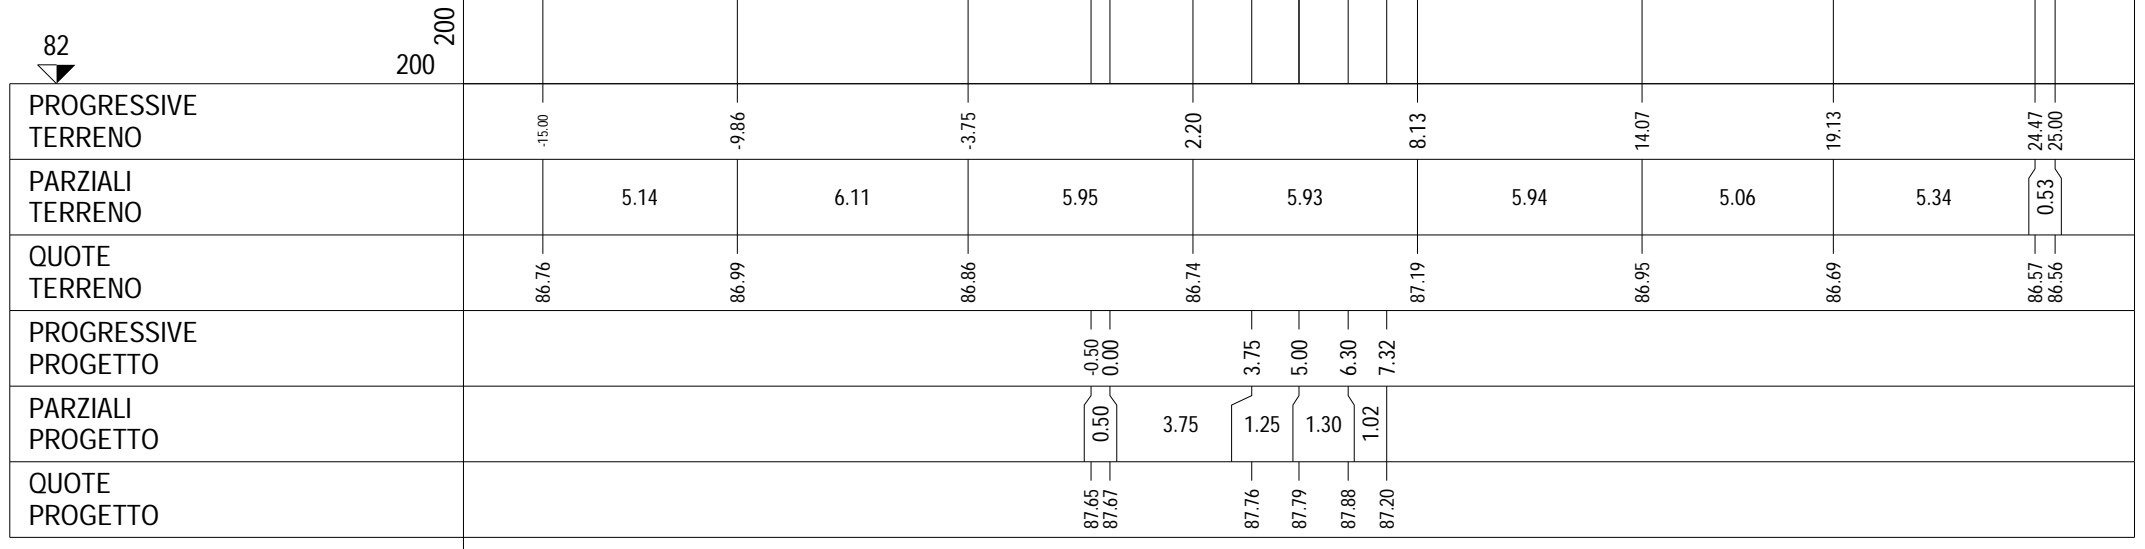 200
82
200
PROGRESSIVE
TERRENO
-15.00 -9.86 -3.75 2.20 8.13 14.07 19.13 24.47 25.00
PARZIALI
TERRENO
5.14 6.11 5.95 5.93 5.94 5.06 5.34 0.53
QUOTE
TERRENO
86.76 86.99 86.86 86.74 87.19 86.95 86.69 86.57 86.56
PROGRESSIVE
PROGETTO
-0.50 0.00 3.75 5.00 6.30 7.32
PARZIALI
PROGETTO
0.50 3.75 1.25 1.30 1.02
QUOTE
PROGETTO
87.65 87.67 87.76 87.79 87.88 87.20